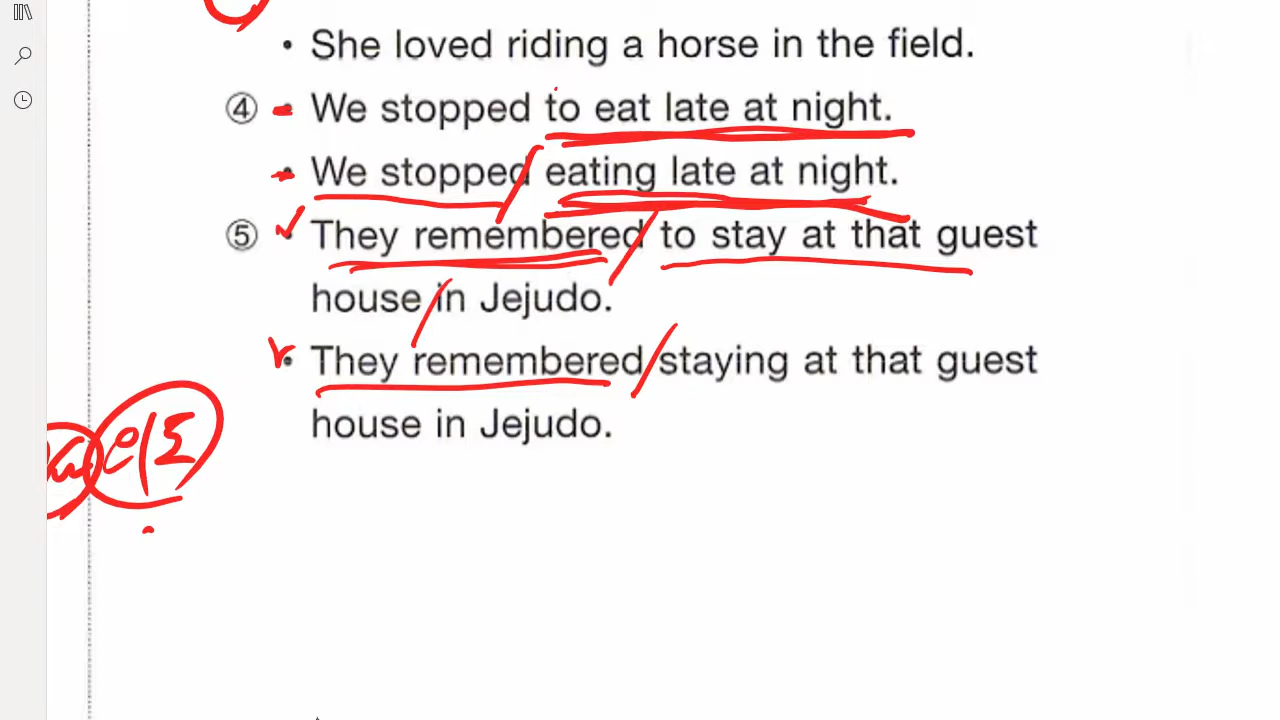 • She loved riding a horse in the field.
④ • We stopped to eat late at night.
• We stopped eating late at night.
⑤ • They remembered to stay at that guest
house in Jejudo.
• They remembered staying at that guest
house in Jejudo.